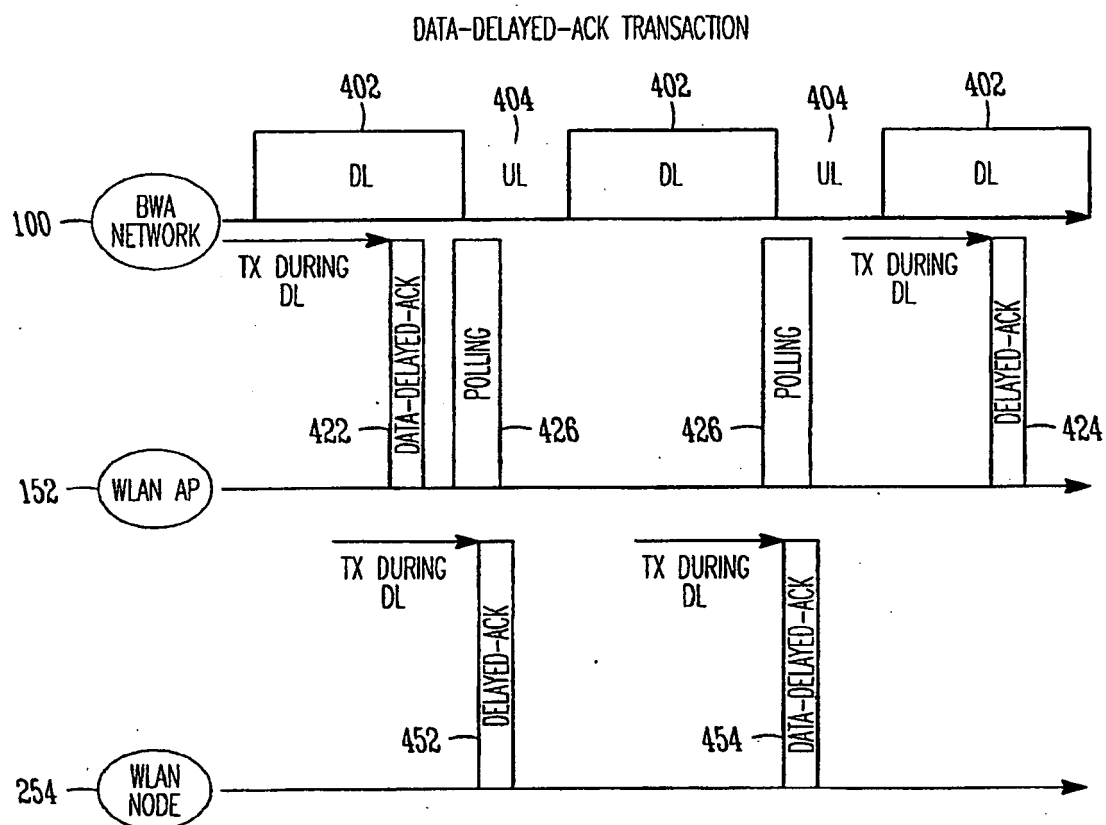 DATA-DELAYED-ACK TRANSACTION
402 404 402 404 402
DL UL DL UL DL
100
BWA
NETWORK
TX DURING
DL
DATA-DELAYED-ACK
POLLING
POLLING
TX DURING
DL
DELAYED-ACK
422
426
426
424
152
WLAN AP
TX DURING
DL
DELAYED-ACK
TX DURING
DL
DATA-DELAYED-ACK
452
454
254
WLAN
NODE